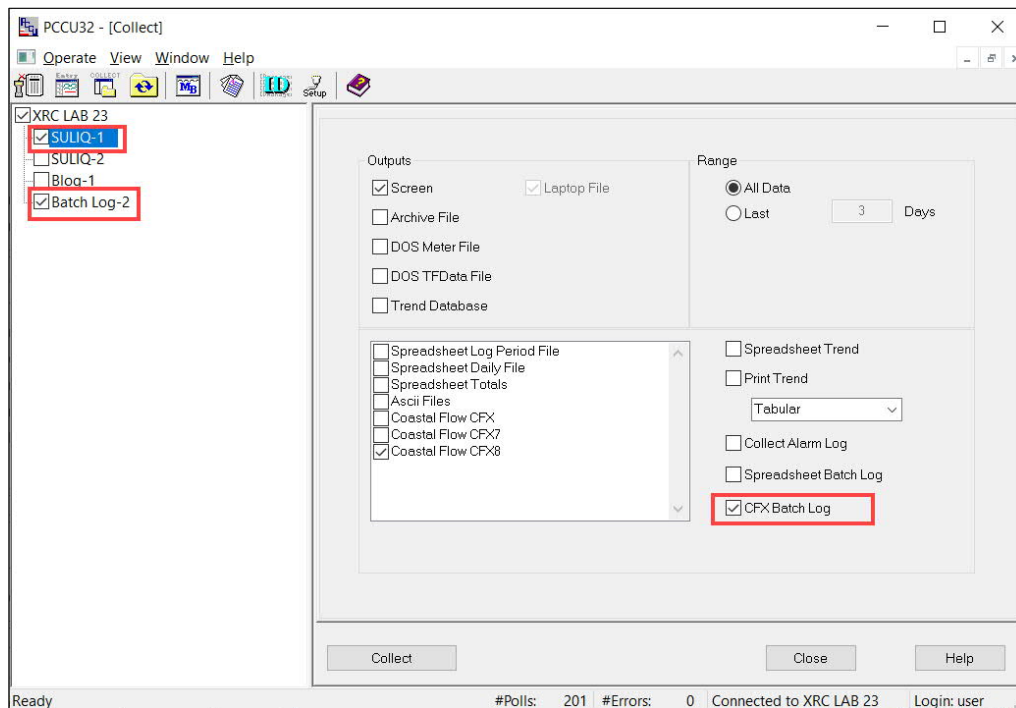 PCCU32 - [Collect]
Operate View Window Help
Entry COLLECT MB Setup
XRC LAB 23
SULIQ-1
SULIQ-2
Blog-1
Batch Log-2
Outputs
Screen Laptop File
Archive File
DOS Meter File
DOS TFData File
Trend Database
Range
All Data
Last 3 Days
Spreadsheet Log Period File
Spreadsheet Daily File
Spreadsheet Totals
Ascii Files
Coastal Flow CFX
Coastal Flow CFX7
Coastal Flow CFX8
Spreadsheet Trend
Print Trend
Tabular
Collect Alarm Log
Spreadsheet Batch Log
CFX Batch Log
Collect Close Help
Ready #Polls: 201 #Errors: 0 Connected to XRC LAB 23 Login: user